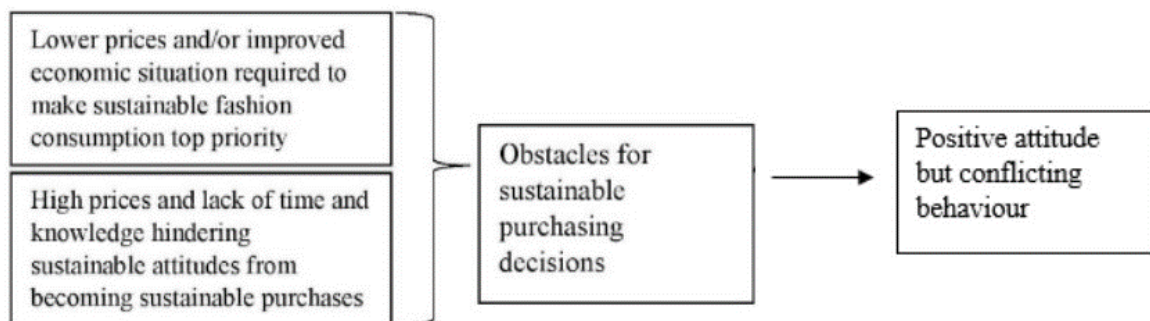 Lower prices and/or improved
economic situation required to
make sustainable fashion
consumption top priority
High prices and lack of time and
knowledge hindering
sustainable attitudes from
becoming sustainable purchases
Obstacles for
sustainable
purchasing
decisions
Positive attitude
but conflicting
behaviour